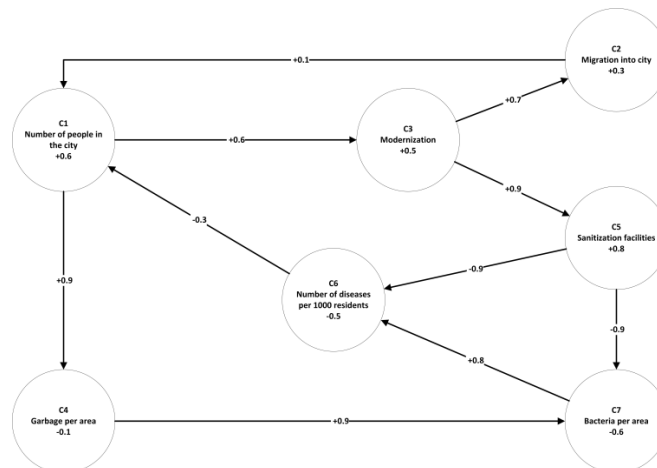 C2
Migration into city
+0.3
+0.1
C1
Number of people in
the city
+0.6
+0.6
C3
Modernization
+0.5
+0.7
+0.9
C5
Sanitization facilities
+0.8
-0.3
-0.9
C6
Number of diseases
per 1000 residents
-0.5
+0.9
-0.9
+0.8
C4
Garbage per area
-0.1
+0.9
C7
Bacteria per area
-0.6